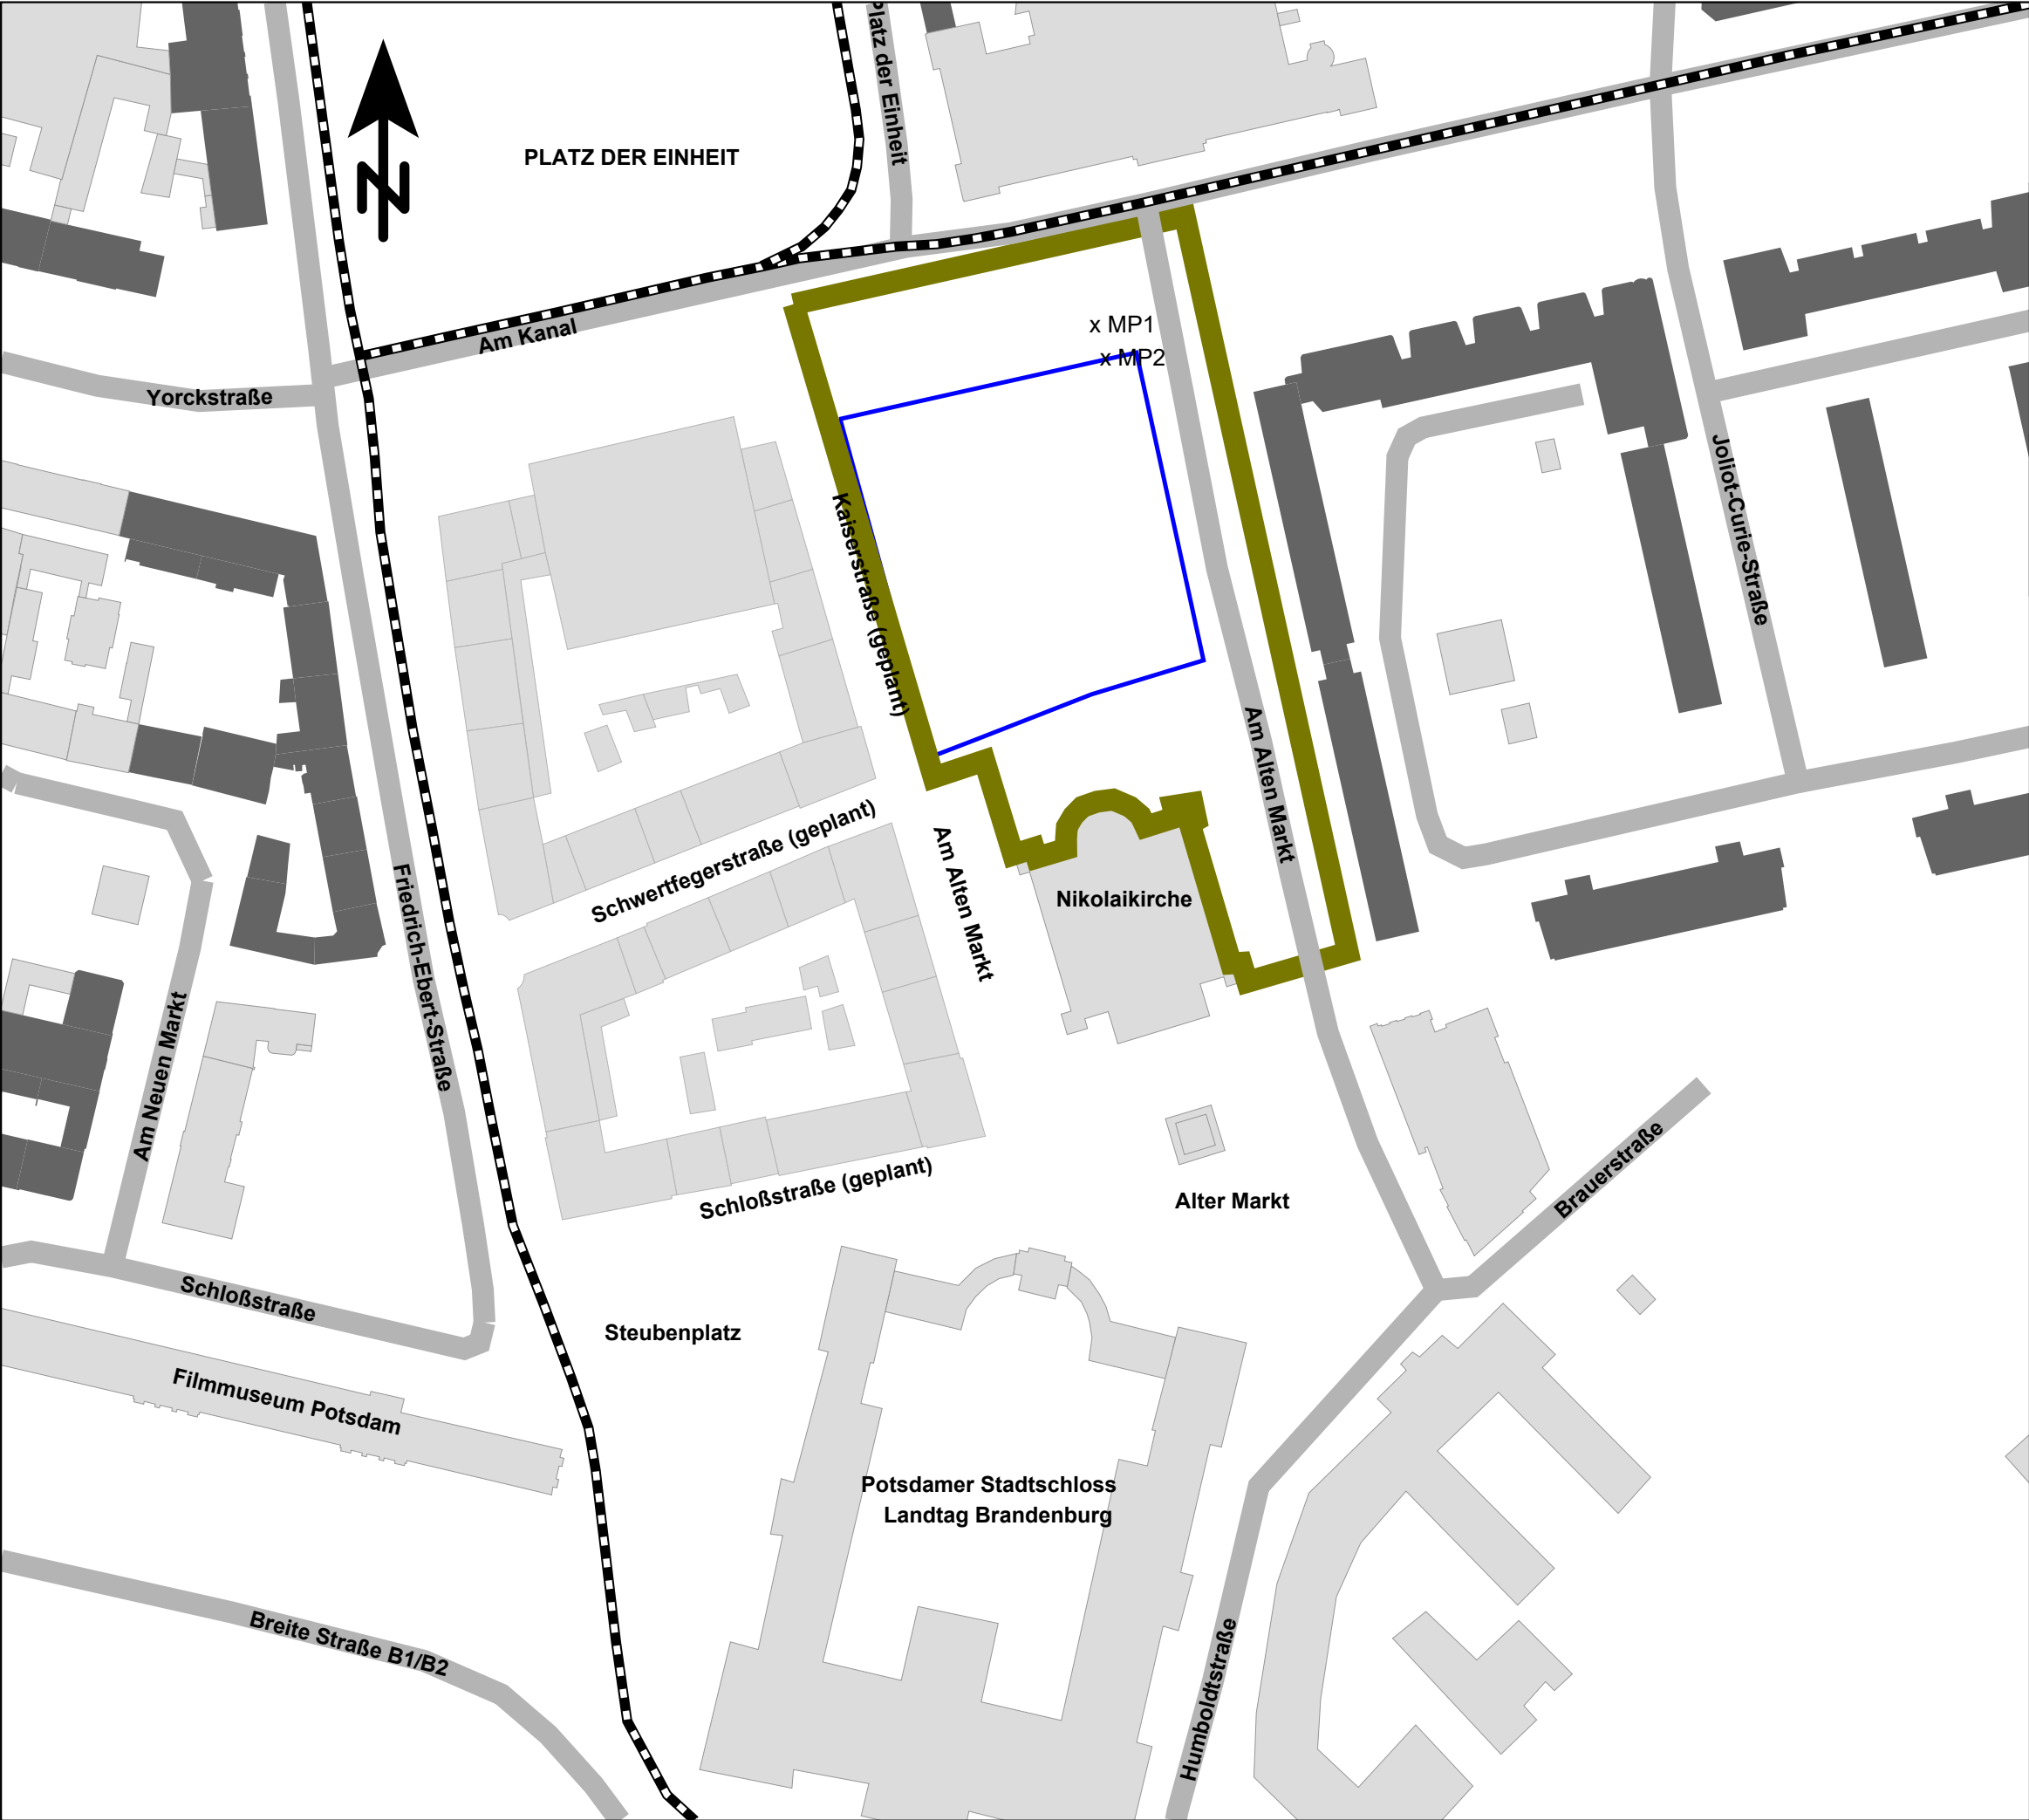 Platz der Einheit
PLATZ DER EINHEIT
N
x MP1
Am Kanal
x MP2
Yorckstraße
Joliot-Curie-Straße
Kaiserstraße (geplant)
Am Alten Markt
Schwertfegerstraße (geplant)
Am Alten Markt
Nikolaikirche
Friedrich-Ebert-Straße
Am Neuen Markt
Brauerstraße
Schloßstraße (geplant)
Alter Markt
Schloßstraße
Steubenplatz
Filmmuseum Potsdam
Potsdamer Stadtschloss
Landtag Brandenburg
Breite Straße B1/B2
Humboldtstraße